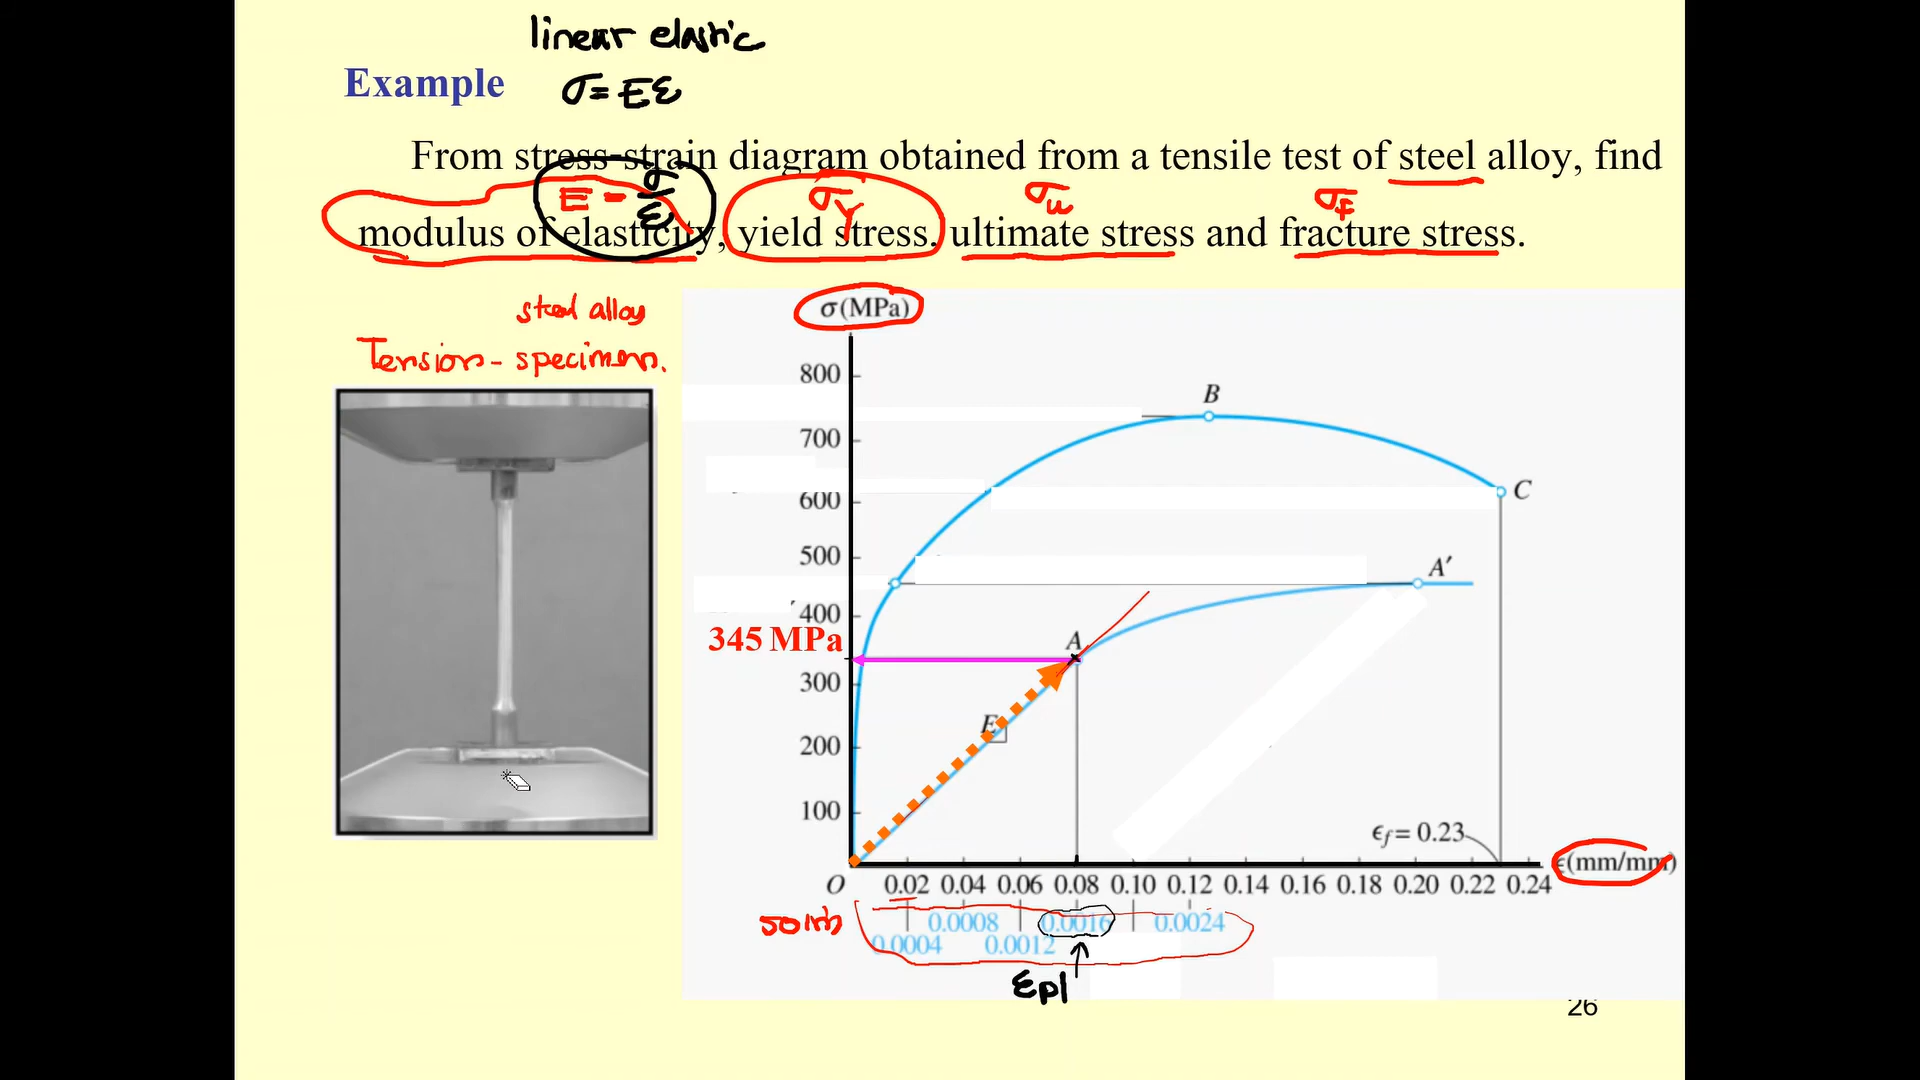 linear elastic
Example
σ = Eε
From stress-strain diagram obtained from a tensile test of steel alloy, find
E = σ/ε
σY
σu
σf
modulus of elasticity, yield stress, ultimate stress and fracture stress.
steel alloy
Tension - specimen.
σ(MPa)
800
B
700
600
C
500
A′
400
345 MPa
A
300
E
200
100
ϵf = 0.23
ϵ(mm/mm)
O 0.02 0.04 0.06 0.08 0.10 0.12 0.14 0.16 0.18 0.20 0.22 0.24
0.0008 0.0016 0.0024
0.0004 0.0012
εpl
26